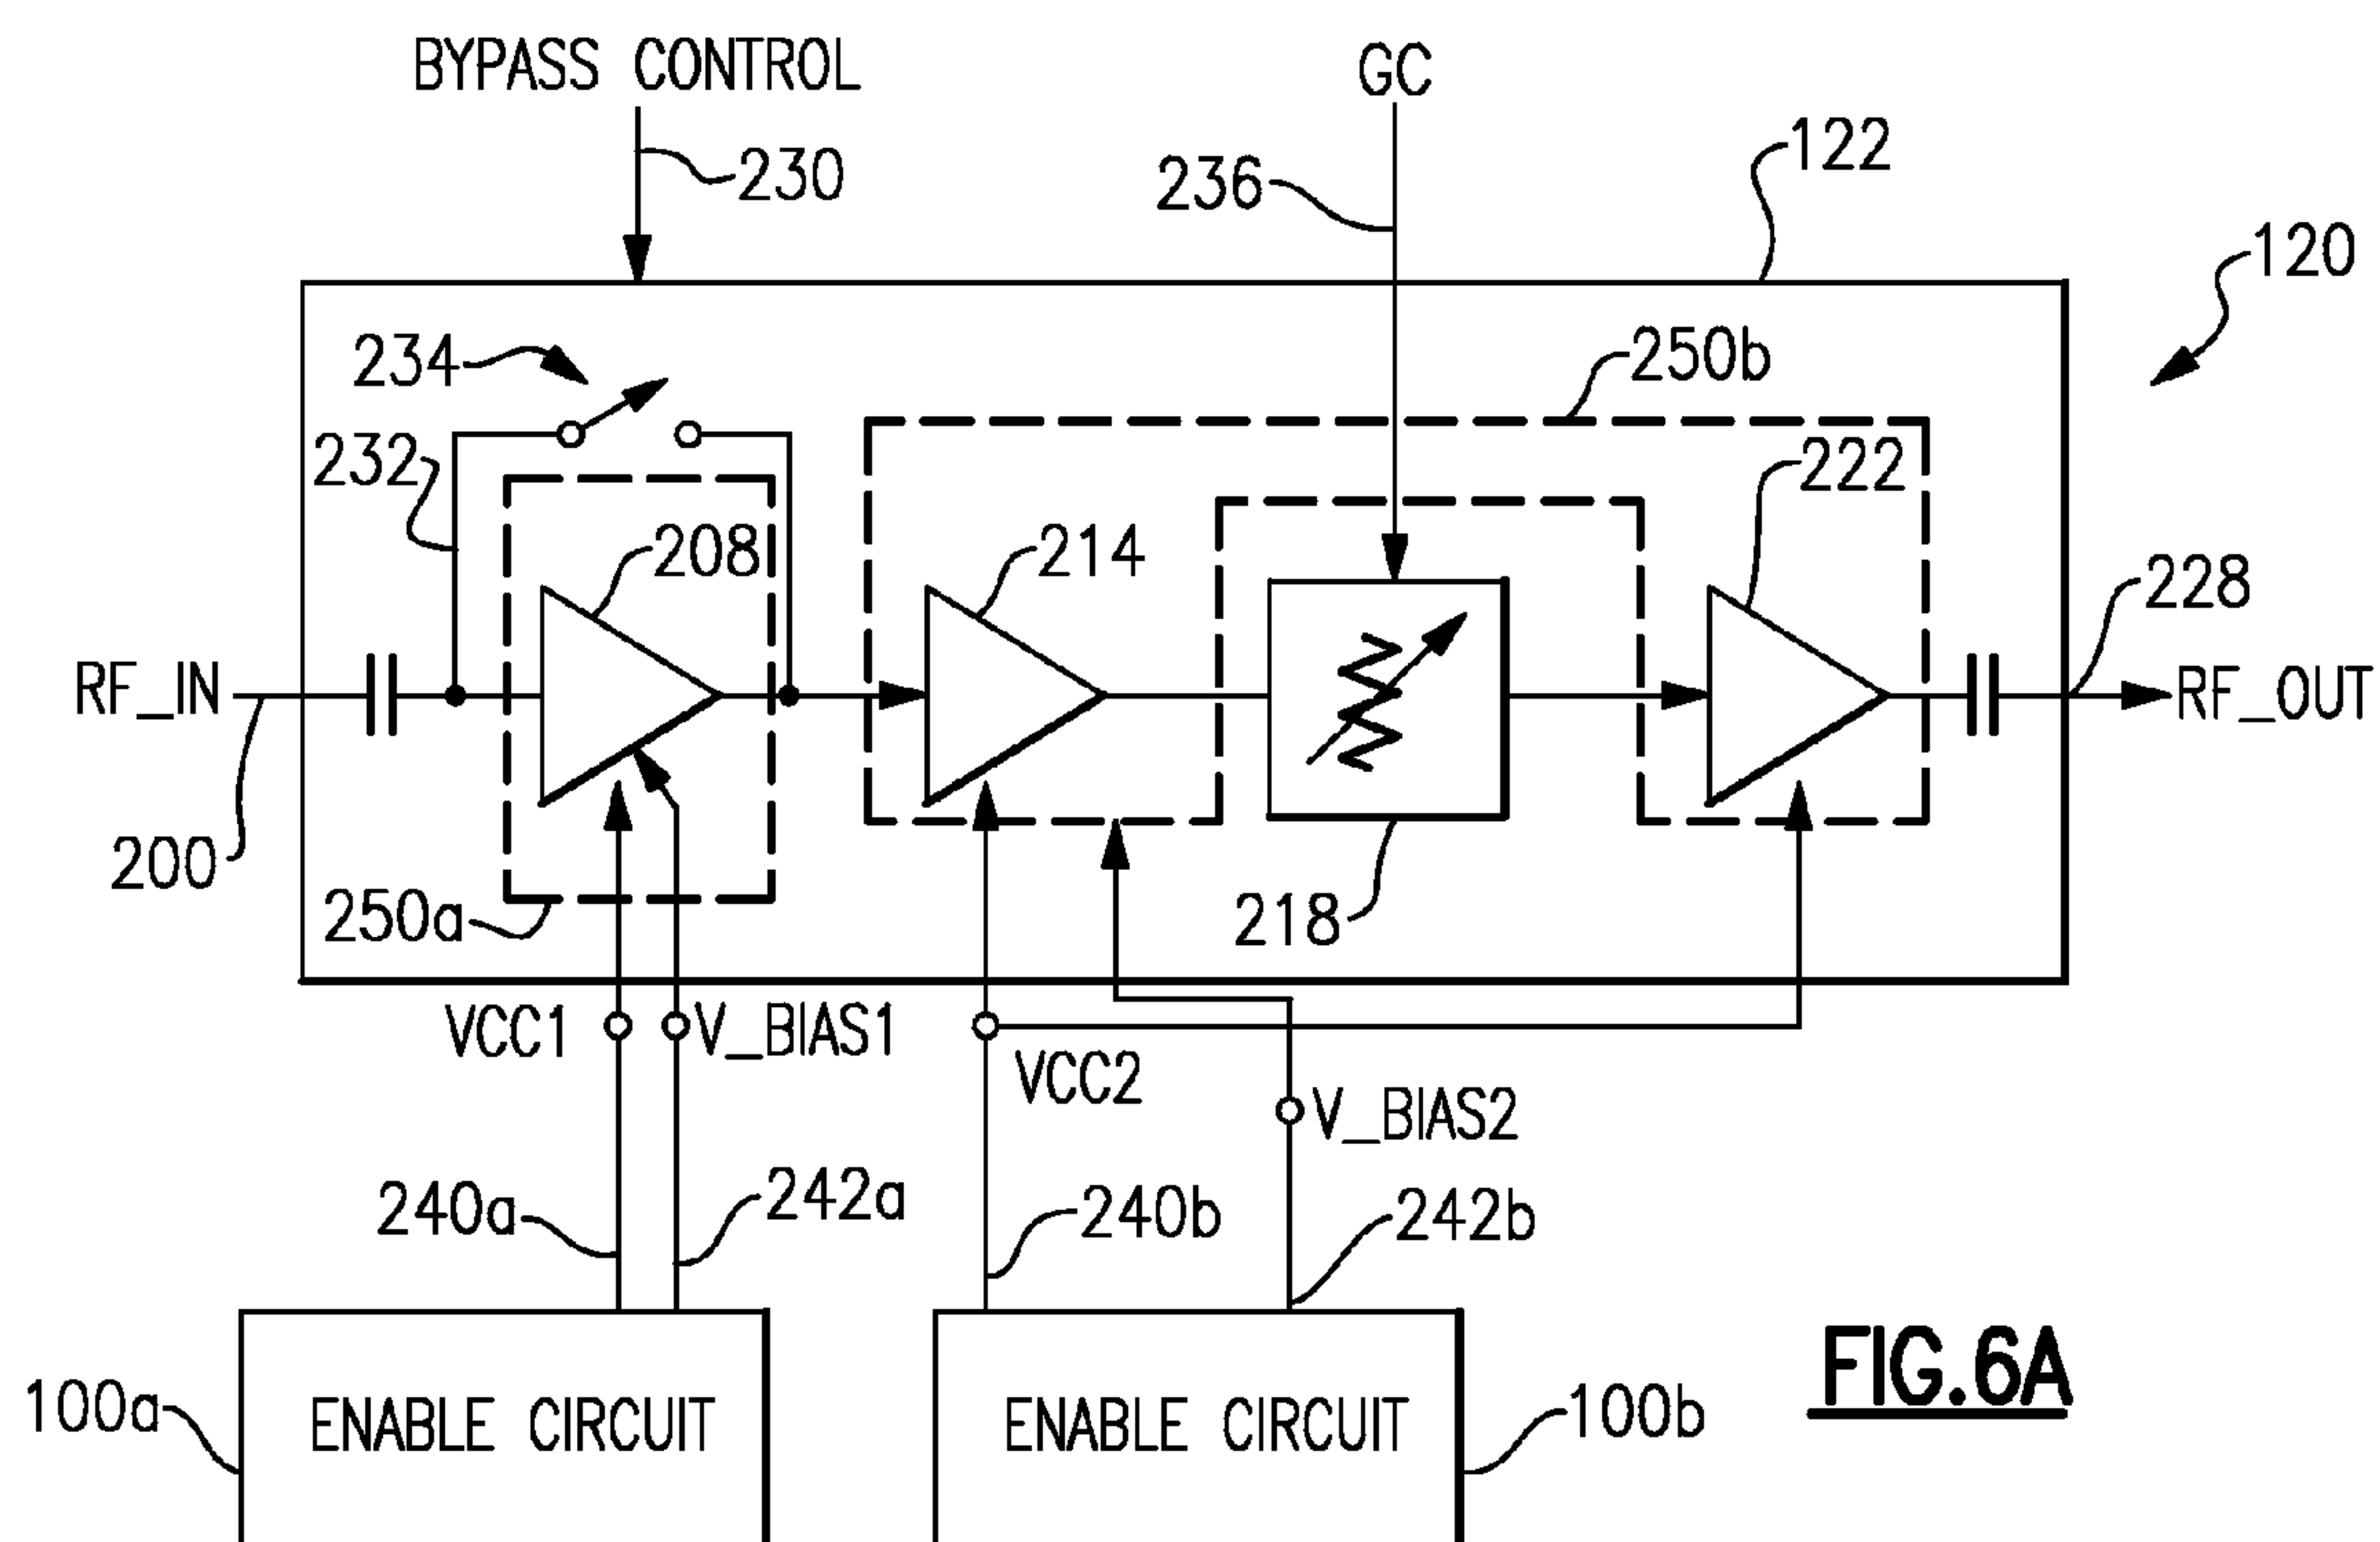 BYPASS CONTROL
GC
230
236
122
120
234
250b
232
222
208
214
228
RF_IN
RF_OUT
200
250a
218
VCC1
V_BIAS1
VCC2
V_BIAS2
240a
242a
240b
242b
100a
ENABLE CIRCUIT
ENABLE CIRCUIT
100b
FIG.6A